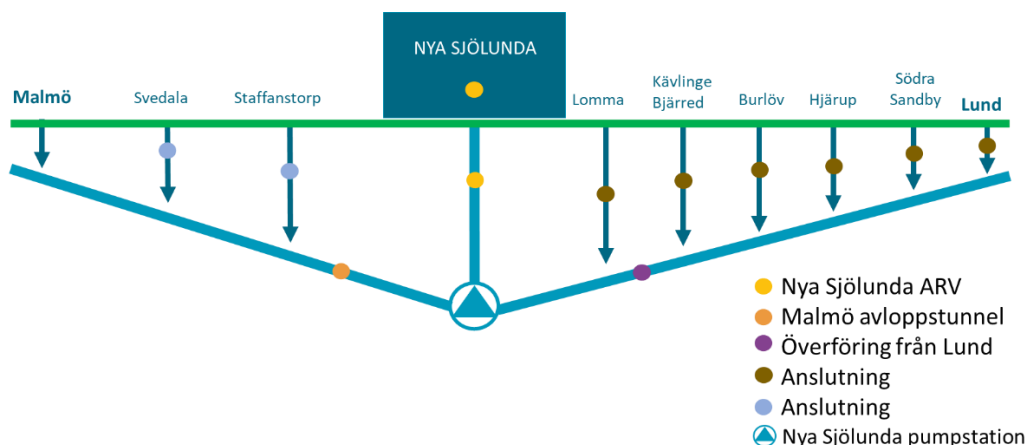 NYA SJÖLUNDA
Malmö
Svedala
Staffanstorp
Lomma
Kävlinge
Bjärred
Burlöv
Hjärup
Södra
Sandby
Lund
Nya Sjölunda ARV
Malmö avloppstunnel
Överföring från Lund
Anslutning
Anslutning
Nya Sjölunda pumpstation